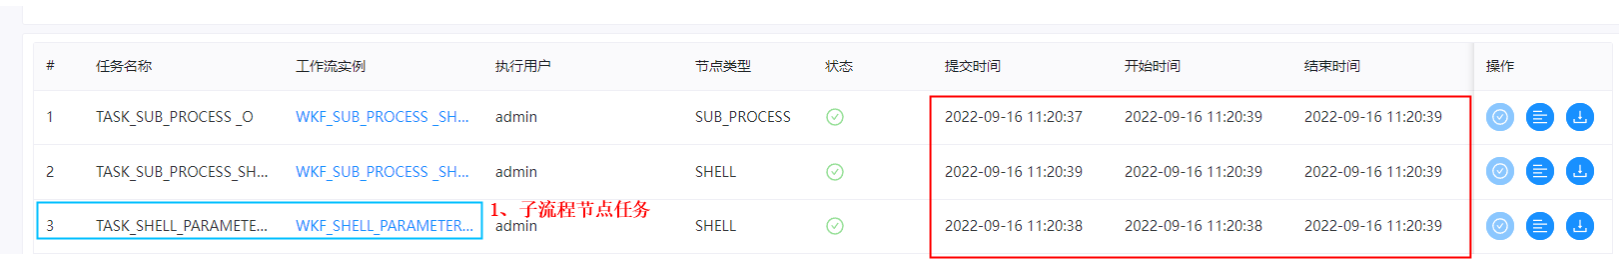 # 任务名称 工作流实例 执行用户 节点类型 状态 提交时间 开始时间 结束时间 操作
1 TASK_SUB_PROCESS _O WKF_SUB_PROCESS _SH... admin SUB_PROCESS 2022-09-16 11:20:37 2022-09-16 11:20:39 2022-09-16 11:20:39
2 TASK_SUB_PROCESS_SH... WKF_SUB_PROCESS _SH... admin SHELL 2022-09-16 11:20:39 2022-09-16 11:20:39 2022-09-16 11:20:39
1、子流程节点任务
3 TASK_SHELL_PARAMETE... WKF_SHELL_PARAMETER... admin SHELL 2022-09-16 11:20:38 2022-09-16 11:20:38 2022-09-16 11:20:39